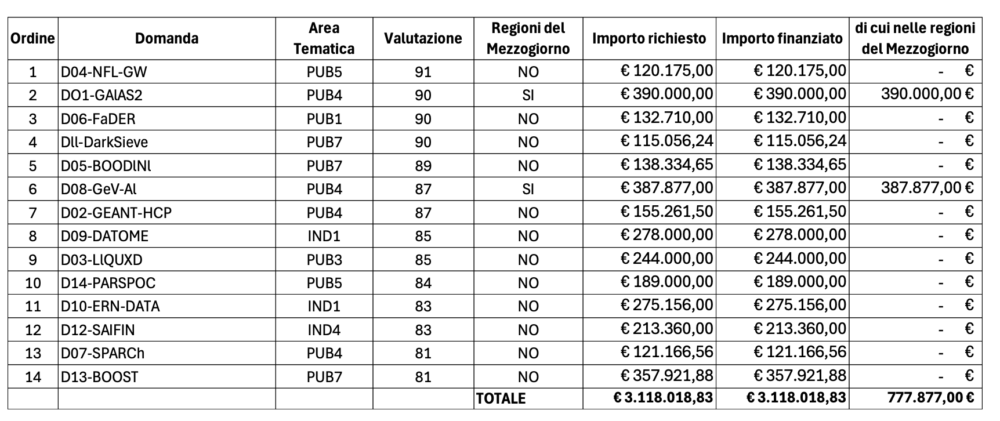 Ordine Domanda Area Tematica Valutazione Regioni del Mezzogiorno Importo richiesto Importo finanziato di cui nelle regioni del Mezzogiorno
1 D04-NFL-GW PUB5 91 NO € 120.175,00 € 120.175,00 - €
2 DO1-GAlAS2 PUB4 90 SI € 390.000,00 € 390.000,00 390.000,00 €
3 D06-FaDER PUB1 90 NO € 132.710,00 € 132.710,00 - €
4 Dll-DarkSieve PUB7 90 NO € 115.056,24 € 115.056,24 - €
5 D05-BOODlNl PUB7 89 NO € 138.334,65 € 138.334,65 - €
6 D08-GeV-Al PUB4 87 SI € 387.877,00 € 387.877,00 387.877,00 €
7 D02-GEANT-HCP PUB4 87 NO € 155.261,50 € 155.261,50 - €
8 D09-DATOME IND1 85 NO € 278.000,00 € 278.000,00 - €
9 D03-LlQUXD PUB3 85 NO € 244.000,00 € 244.000,00 - €
10 D14-PARSPOC PUB5 84 NO € 189.000,00 € 189.000,00 - €
11 D10-ERN-DATA IND1 83 NO € 275.156,00 € 275.156,00 - €
12 D12-SAIFIN IND4 83 NO € 213.360,00 € 213.360,00 - €
13 D07-SPARCh PUB4 81 NO € 121.166,56 € 121.166,56 - €
14 D13-BOOST PUB7 81 NO € 357.921,88 € 357.921,88 - €
TOTALE € 3.118.018,83 € 3.118.018,83 777.877,00 €